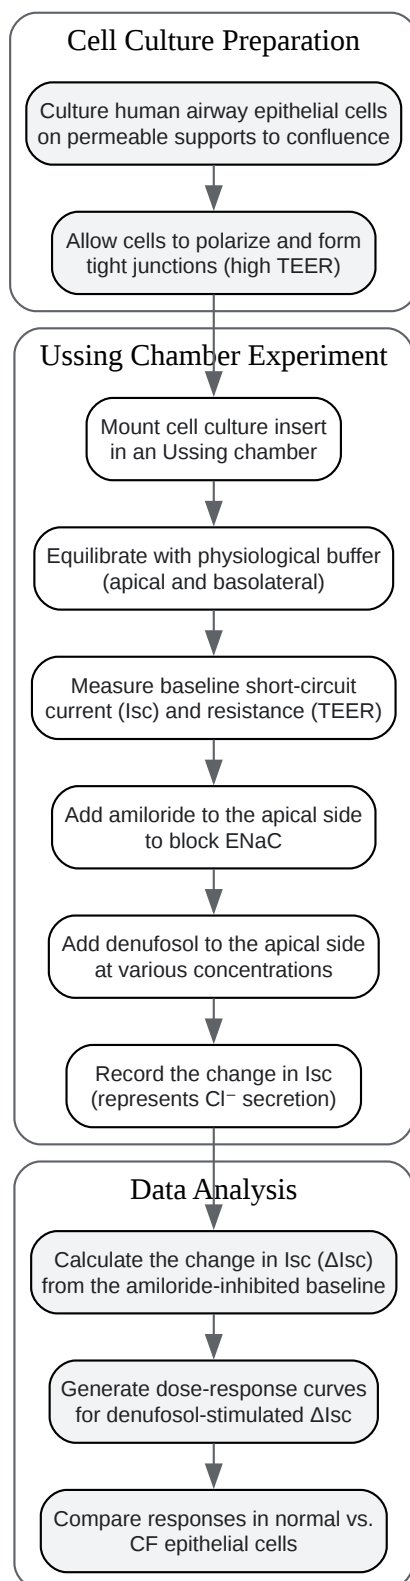 Cell Culture Preparation
Culture human airway epithelial cells
on permeable supports to confluence
Allow cells to polarize and form
tight junctions (high TEER)
Ussing Chamber Experiment
Mount cell culture insert
in an Ussing chamber
Equilibrate with physiological buffer
(apical and basolateral)
Measure baseline short-circuit
current (Isc) and resistance (TEER)
Add amiloride to the apical side
to block ENaC
Add denufosol to the apical side
at various concentrations
Record the change in Isc
(represents Cl⁻ secretion)
Data Analysis
Calculate the change in Isc (ΔIsc)
from the amiloride-inhibited baseline
Generate dose-response curves
for denufosol-stimulated ΔIsc
Compare responses in normal vs.
CF epithelial cells